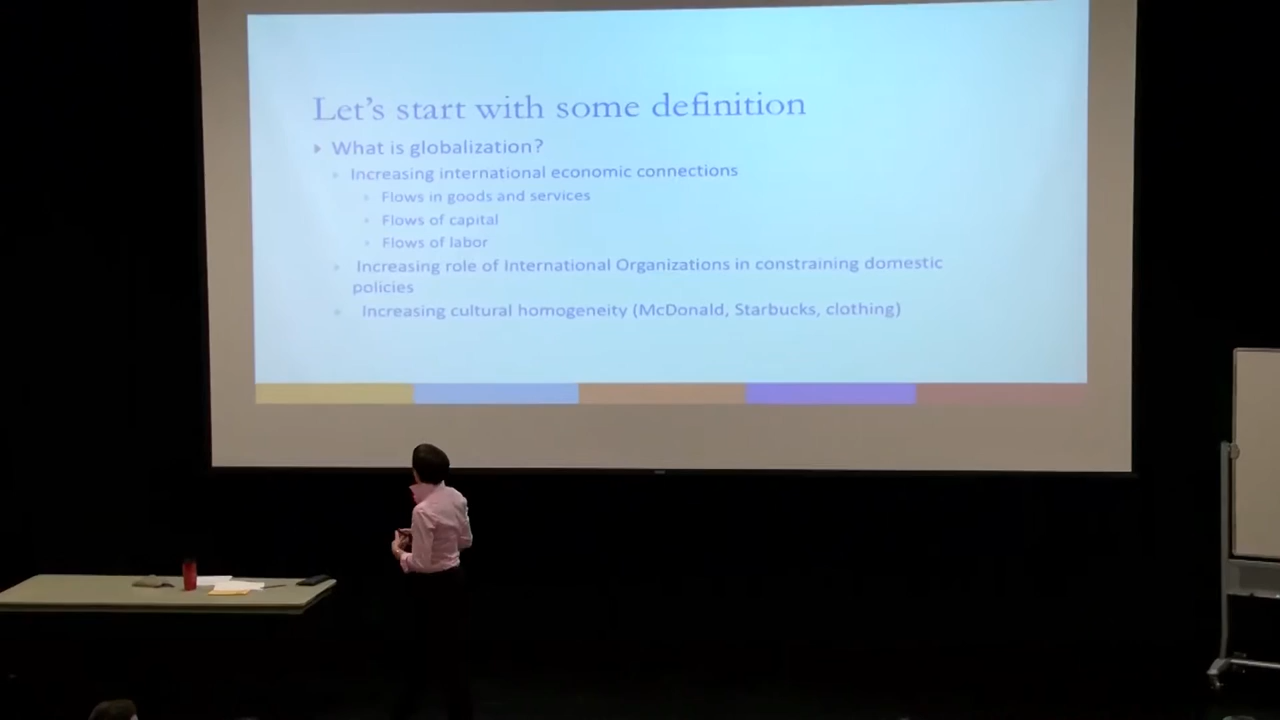 Let's start with some definition
What is globalization?
Increasing international economic connections
Flows in goods and services
Flows of capital
Flows of labor
Increasing role of International Organizations in constraining domestic
policies
Increasing cultural homogeneity (McDonald, Starbucks, clothing)